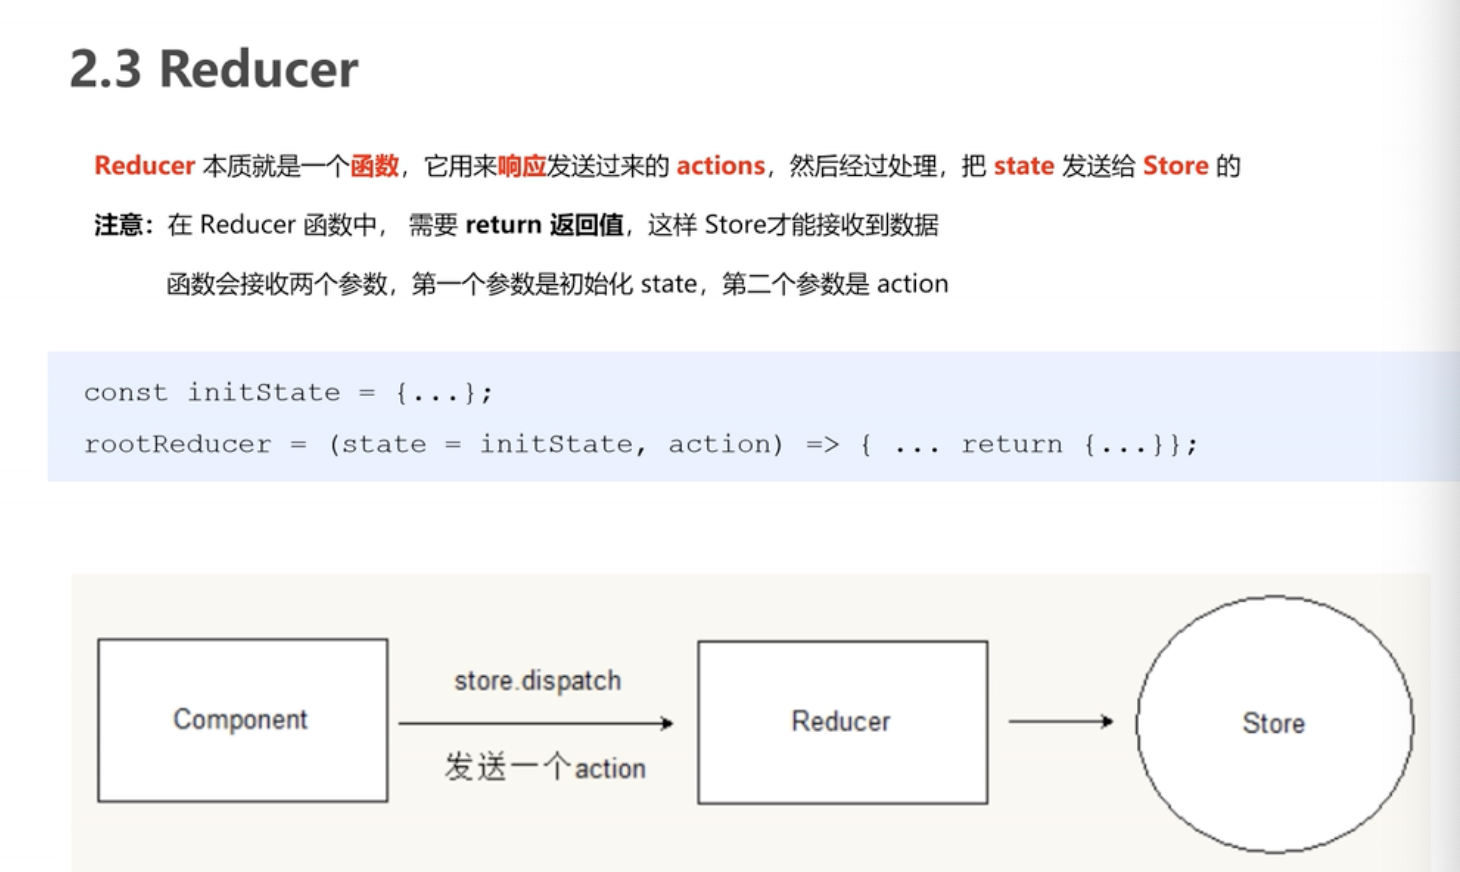 2.3 Reducer
Reducer 本质就是一个函数，它用来响应发送过来的 actions，然后经过处理，把 state 发送给 Store 的
注意：在 Reducer 函数中， 需要 return 返回值，这样 Store才能接收到数据
函数会接收两个参数，第一个参数是初始化 state，第二个参数是 action
const initState = {...};
rootReducer = (state = initState, action) => { ... return {...}};
store.dispatch
Component
Reducer
Store
发送一个action